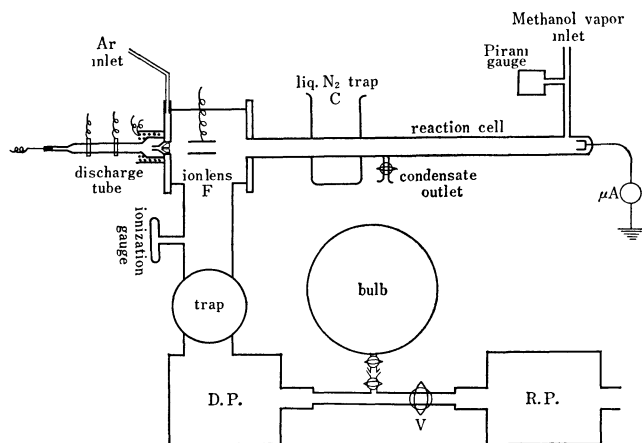 Ar
inlet
Methanol vapor
inlet
Pirani
gauge
liq. N₂ trap
C
reaction cell
discharge
tube
ion lens
F
condensate
outlet
μA
ionization
gauge
trap
bulb
D.P.
V
R.P.